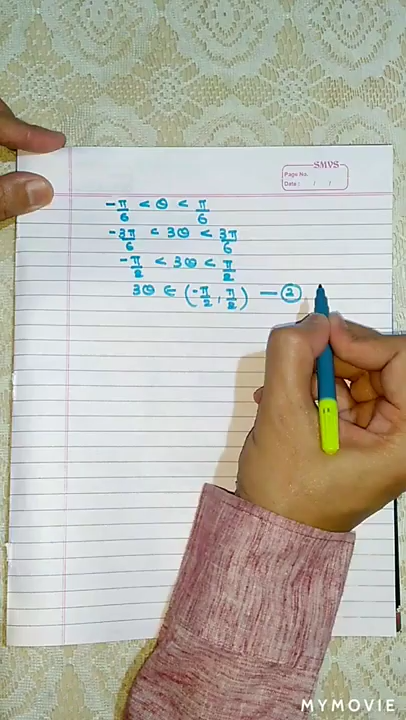 SMVS
Page No.
Date : / /
-π/6 < θ < π/6
-3π/6 < 3θ < 3π/6
-π/2 < 3θ < π/2
3θ ∈ (-π/2, π/2) — ②
MYMOVIE